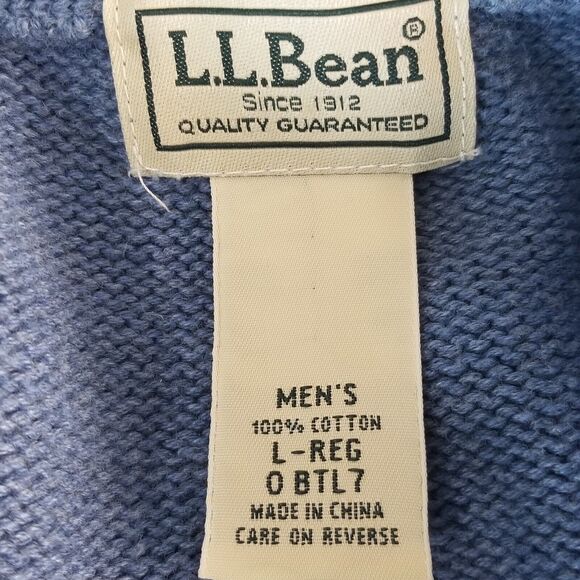 L.L.Bean®
Since 1912
QUALITY GUARANTEED
MEN'S
100% COTTON
L-REG
0 BTL7
MADE IN CHINA
CARE ON REVERSE